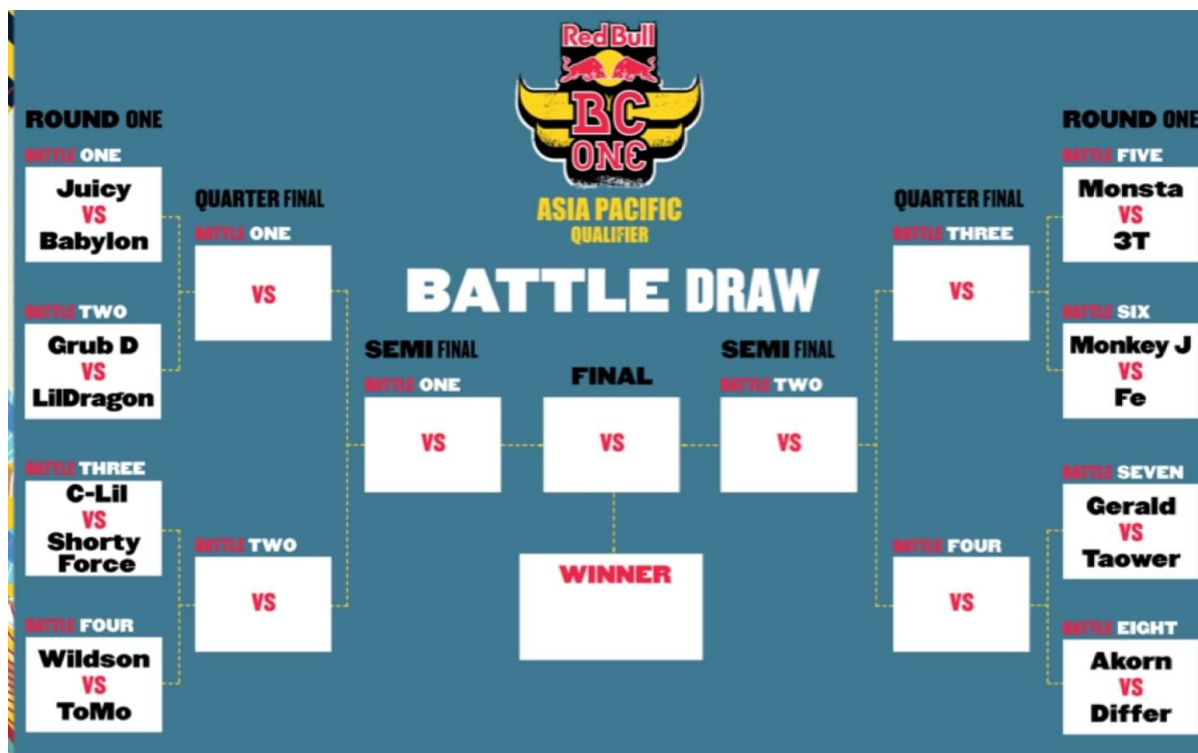 Red Bull
BC
ONE
ASIA PACIFIC
QUALIFIER
BATTLE DRAW
ROUND ONE
BATTLE ONE
Juicy
VS
Babylon
BATTLE TWO
Grub D
VS
LilDragon
BATTLE THREE
C-Lil
VS
Shorty
Force
BATTLE FOUR
Wildson
VS
ToMo
QUARTER FINAL
BATTLE ONE
VS
BATTLE TWO
VS
SEMI FINAL
BATTLE ONE
VS
FINAL
VS
WINNER
SEMI FINAL
BATTLE TWO
VS
QUARTER FINAL
BATTLE THREE
VS
BATTLE FOUR
VS
ROUND ONE
BATTLE FIVE
Monsta
VS
3T
BATTLE SIX
Monkey J
VS
Fe
BATTLE SEVEN
Gerald
VS
Taower
BATTLE EIGHT
Akorn
VS
Differ